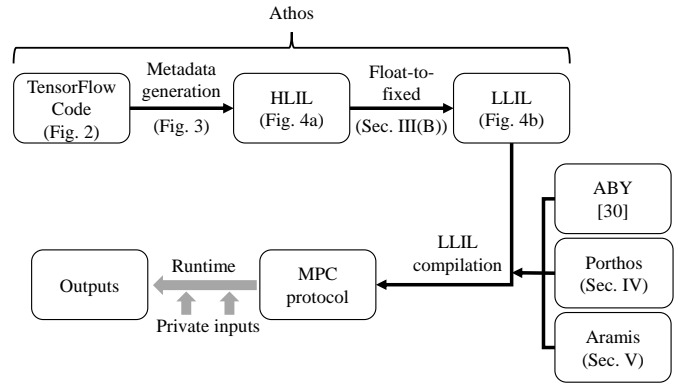 Athos
TensorFlow
Code
(Fig. 2)
Metadata
generation
(Fig. 3)
HLIL
(Fig. 4a)
Float-to-
fixed
(Sec. III(B))
LLIL
(Fig. 4b)
ABY
[30]
Porthos
(Sec. IV)
Aramis
(Sec. V)
LLIL
compilation
MPC
protocol
Runtime
Private inputs
Outputs